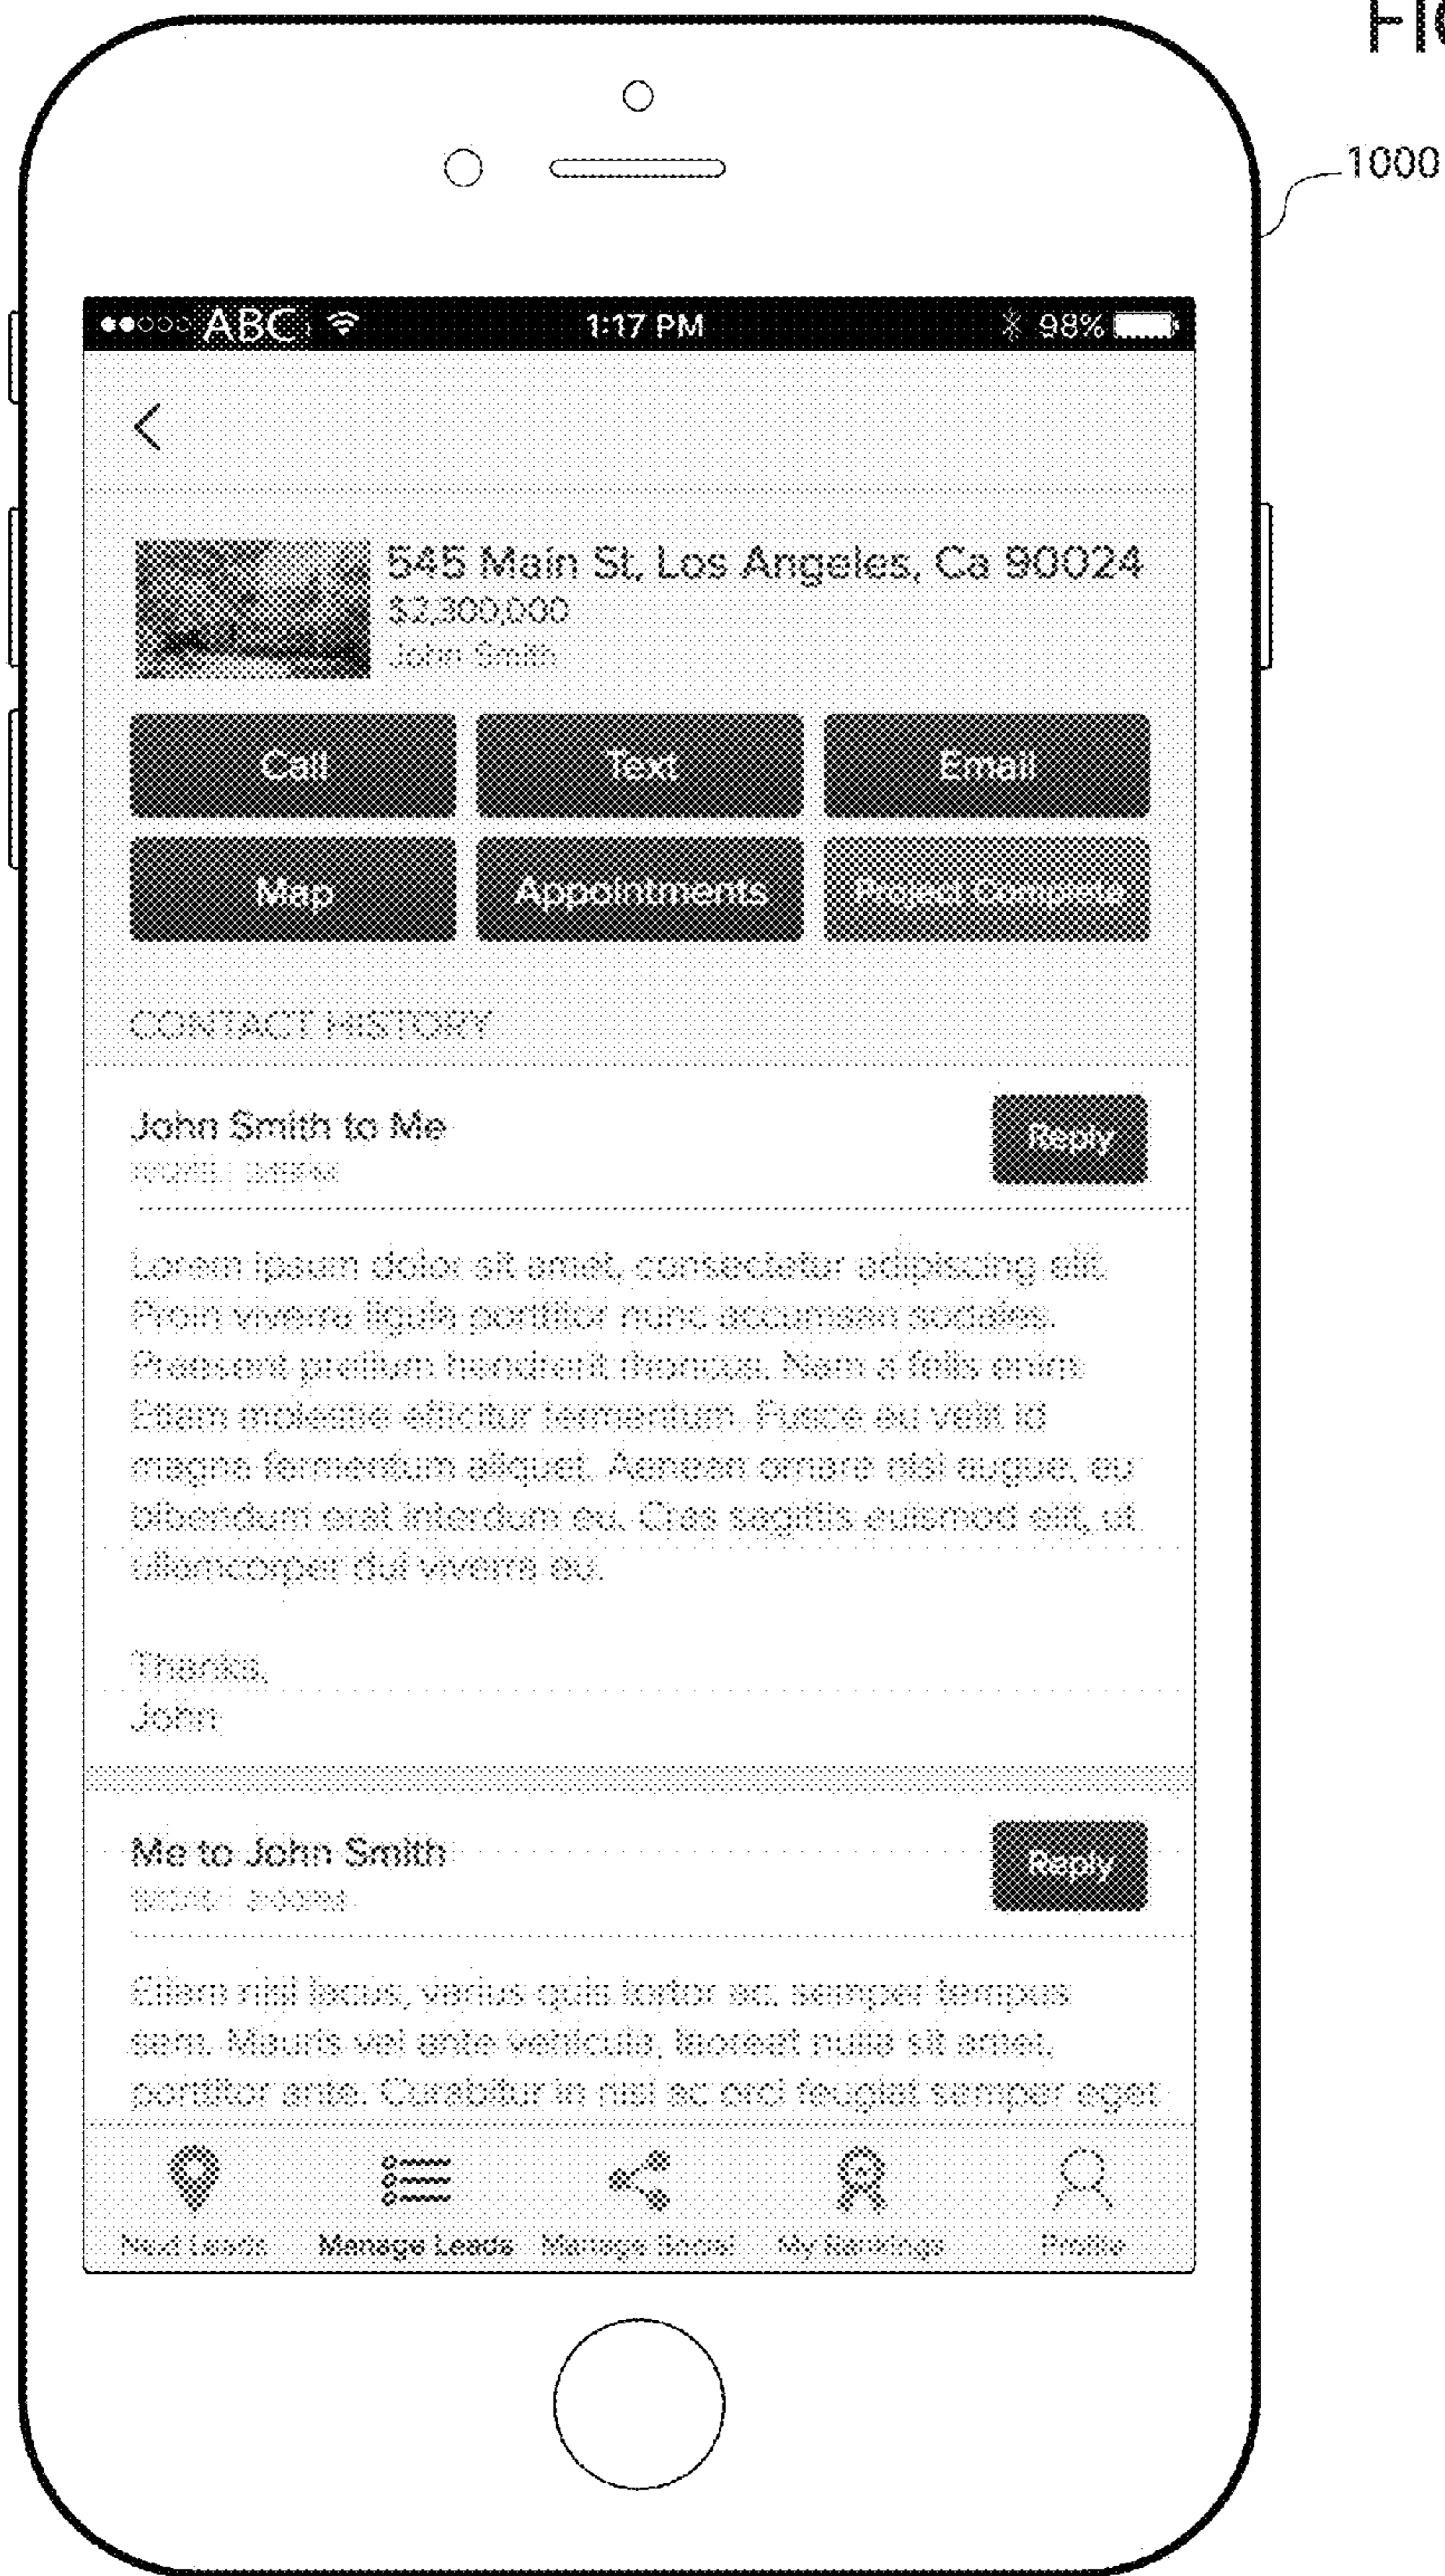 FIG
1000
ABC 1:17 PM 98%
545 Main St, Los Angeles, Ca 90024
$2,300,000
John Smith
Call Text Email
Map Appointments Project Complete
CONTACT HISTORY
John Smith to Me
Reply
Lorem ipsum dolor sit amet, consectetur adipiscing elit.
Proin viverra ligula porttitor nunc accumsan sodales.
Praesent pretium hendrerit rhoncus. Nam a felis enim.
Etiam molestie efficitur fermentum. Fusce eu velit id
magna fermentum aliquet. Aenean ornare nisl augue, eu
bibendum erat interdum eu. Cras sagittis euismod elit, ut
ullamcorper dui viverra eu.
Thanks,
John
Me to John Smith
Reply
Etiam nisl lacus, varius quis tortor ac, semper tempus
sem. Mauris vel ante vehicula, laoreet nulla sit amet,
porttitor ante. Curabitur in nisl ac orci feugiat semper eget
Next Leads Manage Leads Manage Boost My Rankings Profile